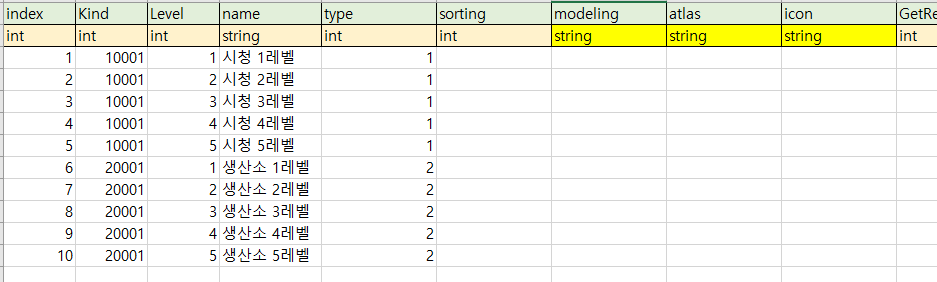 index Kind Level name type sorting modeling atlas icon GetRe
int int int string int int string string string int
1 10001 1 시청 1레벨 1
2 10001 2 시청 2레벨 1
3 10001 3 시청 3레벨 1
4 10001 4 시청 4레벨 1
5 10001 5 시청 5레벨 1
6 20001 1 생산소 1레벨 2
7 20001 2 생산소 2레벨 2
8 20001 3 생산소 3레벨 2
9 20001 4 생산소 4레벨 2
10 20001 5 생산소 5레벨 2